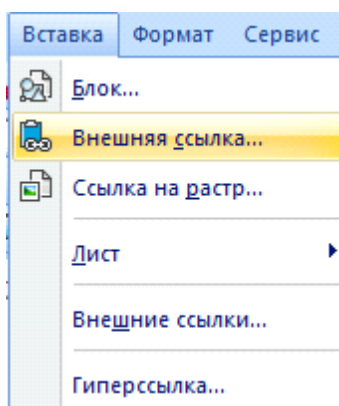 Вставка Формат Сервис
Блок...
Внешняя ссылка...
Ссылка на растр...
Лист
Внешние ссылки...
Гиперссылка...